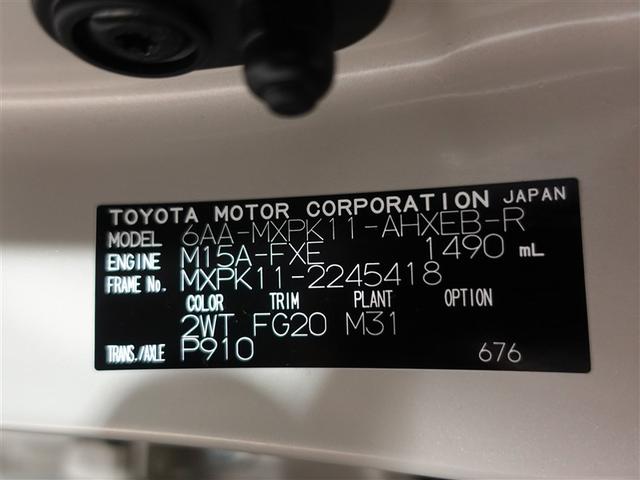 TOYOTA MOTOR CORPORATION JAPAN
MODEL 6AA-MXPK11-AHXEB-R
ENGINE M15A-FXE 1490 mL
FRAME No. MXPK11-2245418
COLOR TRIM PLANT OPTION
2WT FG20 M31
TRANS./AXLE P910 676